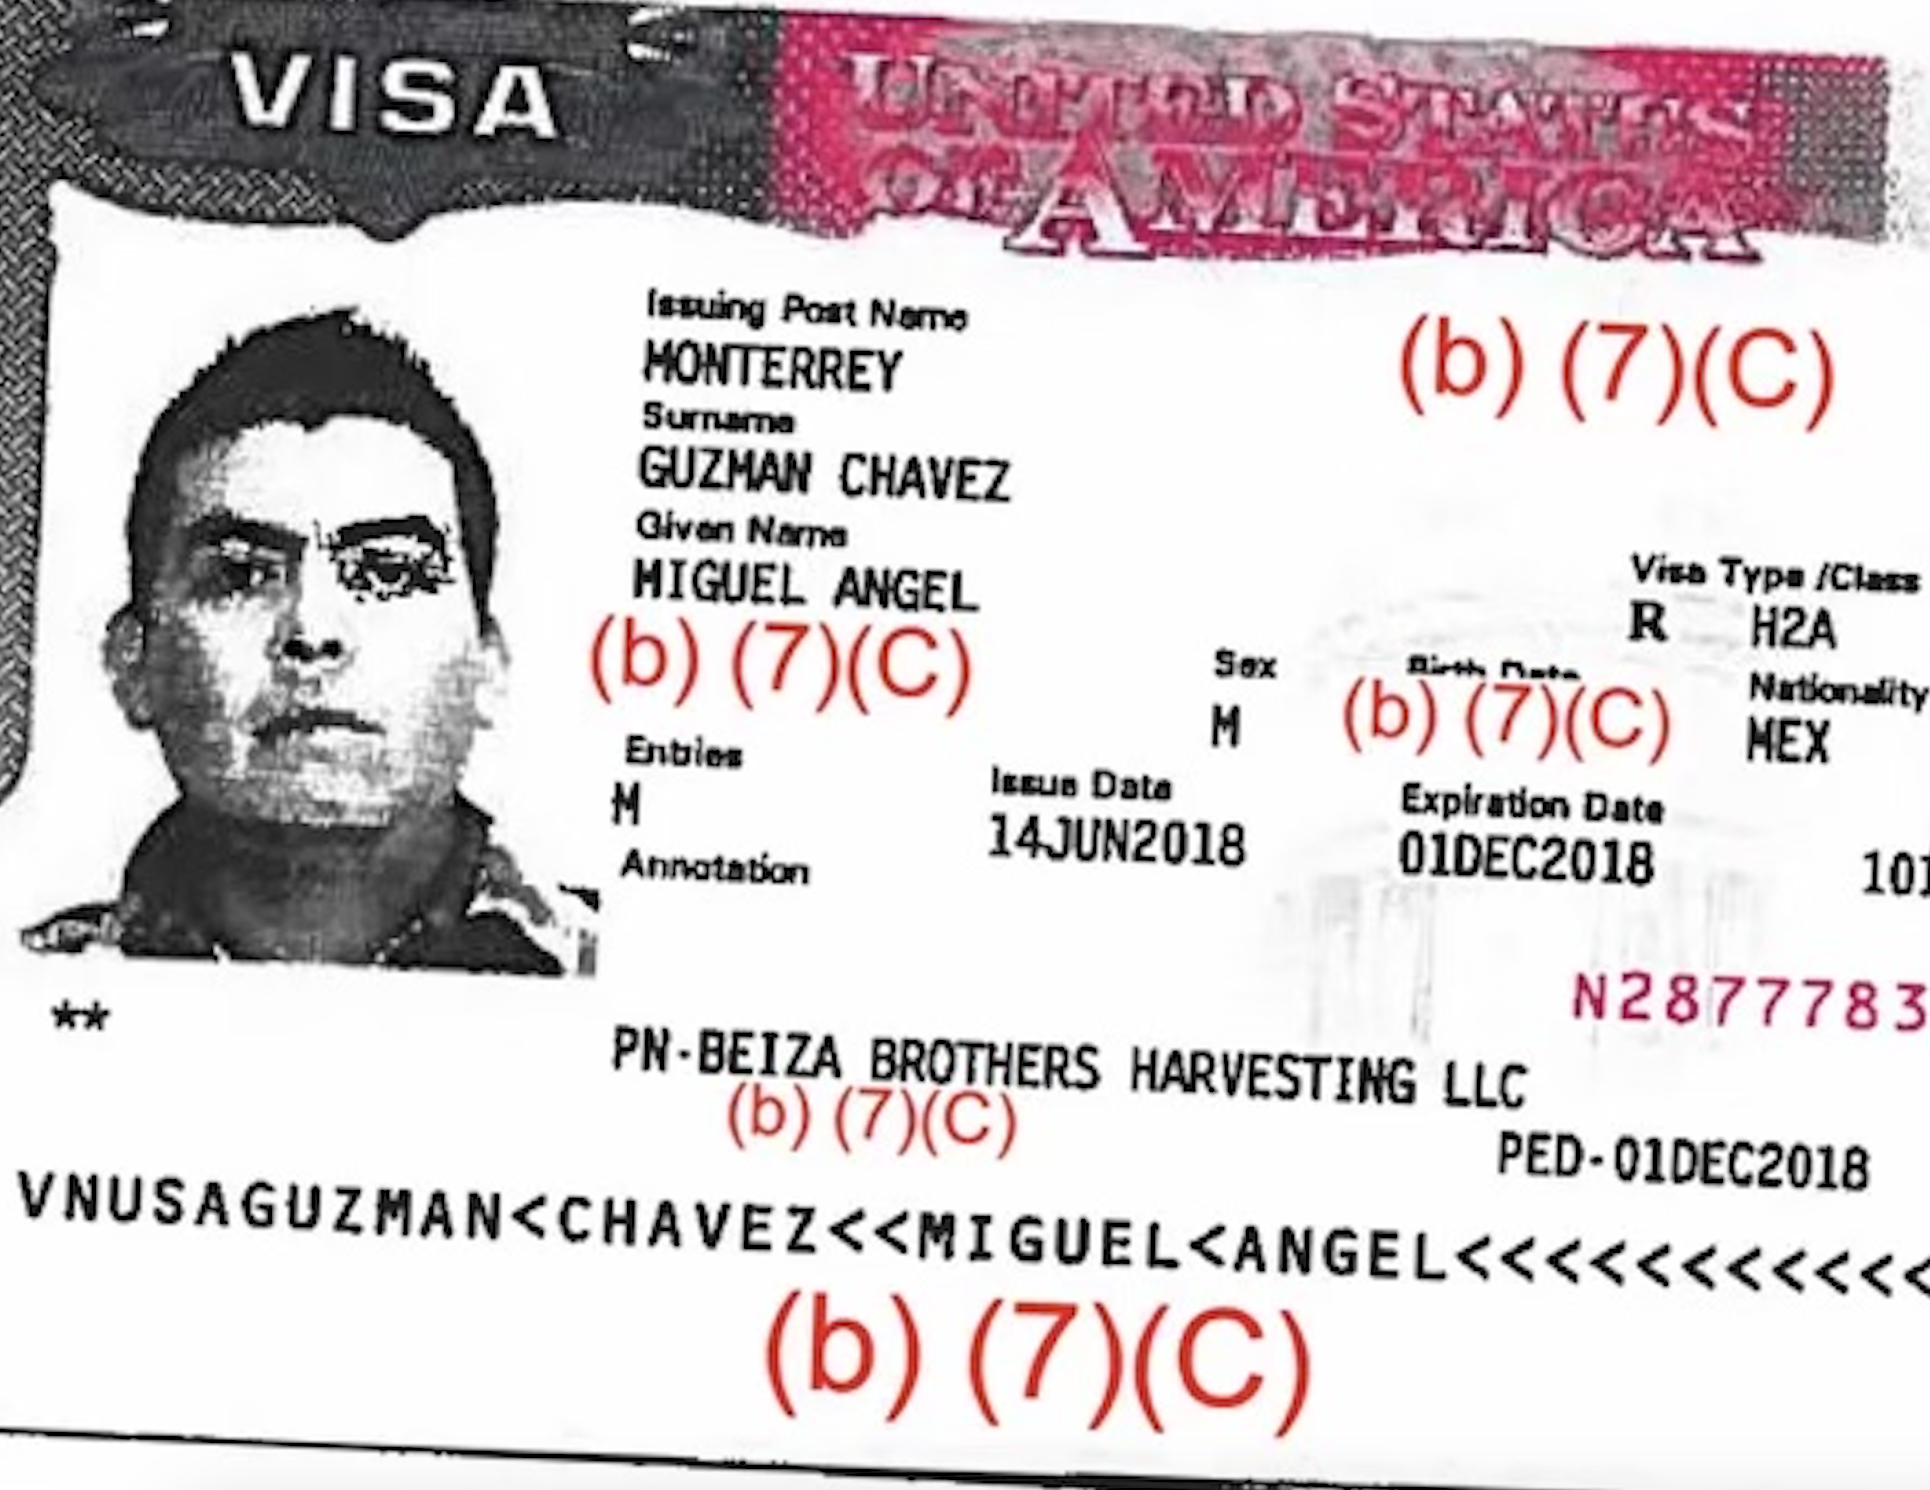 VISA
UNITED STATES
OF AMERICA
Issuing Post Name
MONTERREY
(b) (7)(C)
Surname
GUZMAN CHAVEZ
Given Name
MIGUEL ANGEL
Visa Type /Class
R H2A
(b) (7)(C)
Sex Birth Date Nationality
M (b) (7)(C) MEX
Entries Issue Date Expiration Date
M 14JUN2018 01DEC2018 101
Annotation
N2877783
**
PN-BEIZA BROTHERS HARVESTING LLC
(b) (7)(C)
PED-01DEC2018
VNUSAGUZMAN<CHAVEZ<<MIGUEL<ANGEL<<<<<<<<<<<
(b) (7)(C)